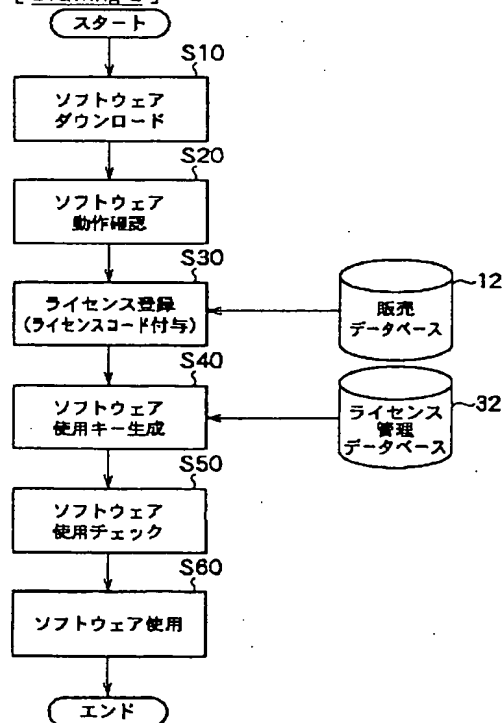 スタート
S10
ソフトウェア
ダウンロード
S20
ソフトウェア
動作確認
S30
ライセンス登録
(ライセンスコード付与)
12
販売
データベース
S40
ソフトウェア
使用キー生成
32
ライセンス
管理
データベース
S50
ソフトウェア
使用チェック
S60
ソフトウェア使用
エンド